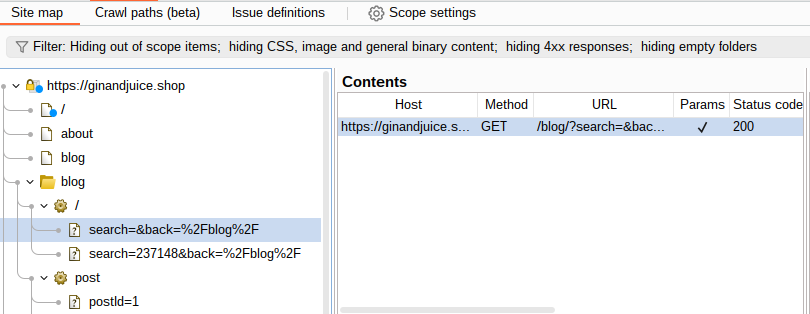 Site map Crawl paths (beta) Issue definitions Scope settings
Filter: Hiding out of scope items; hiding CSS, image and general binary content; hiding 4xx responses; hiding empty folders
https://ginandjuice.shop
/
about
blog
blog
/
search=&back=%2Fblog%2F
search=237148&back=%2Fblog%2F
post
postId=1
Contents
Host Method URL Params Status code
https://ginandjuice.s... GET /blog/?search=&bac... ✓ 200